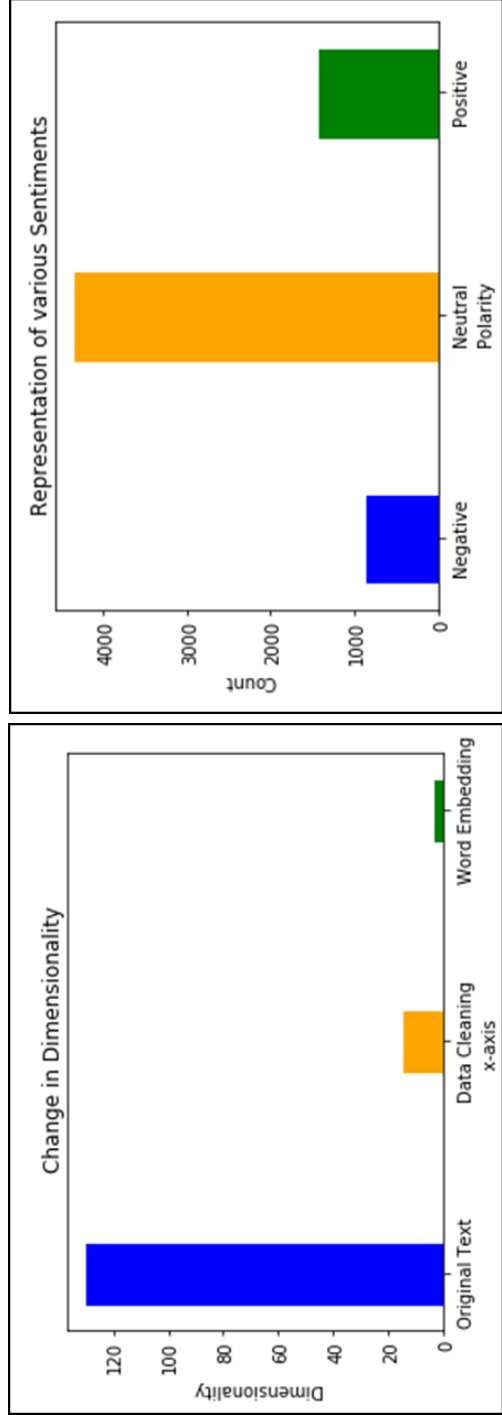 Change in Dimensionality
Dimensionality
120
100
80
60
40
20
0
Original Text
Data Cleaning
Word Embedding
x-axis
Representation of various Sentiments
Count
4000
3000
2000
1000
0
Negative
Neutral
Positive
Polarity